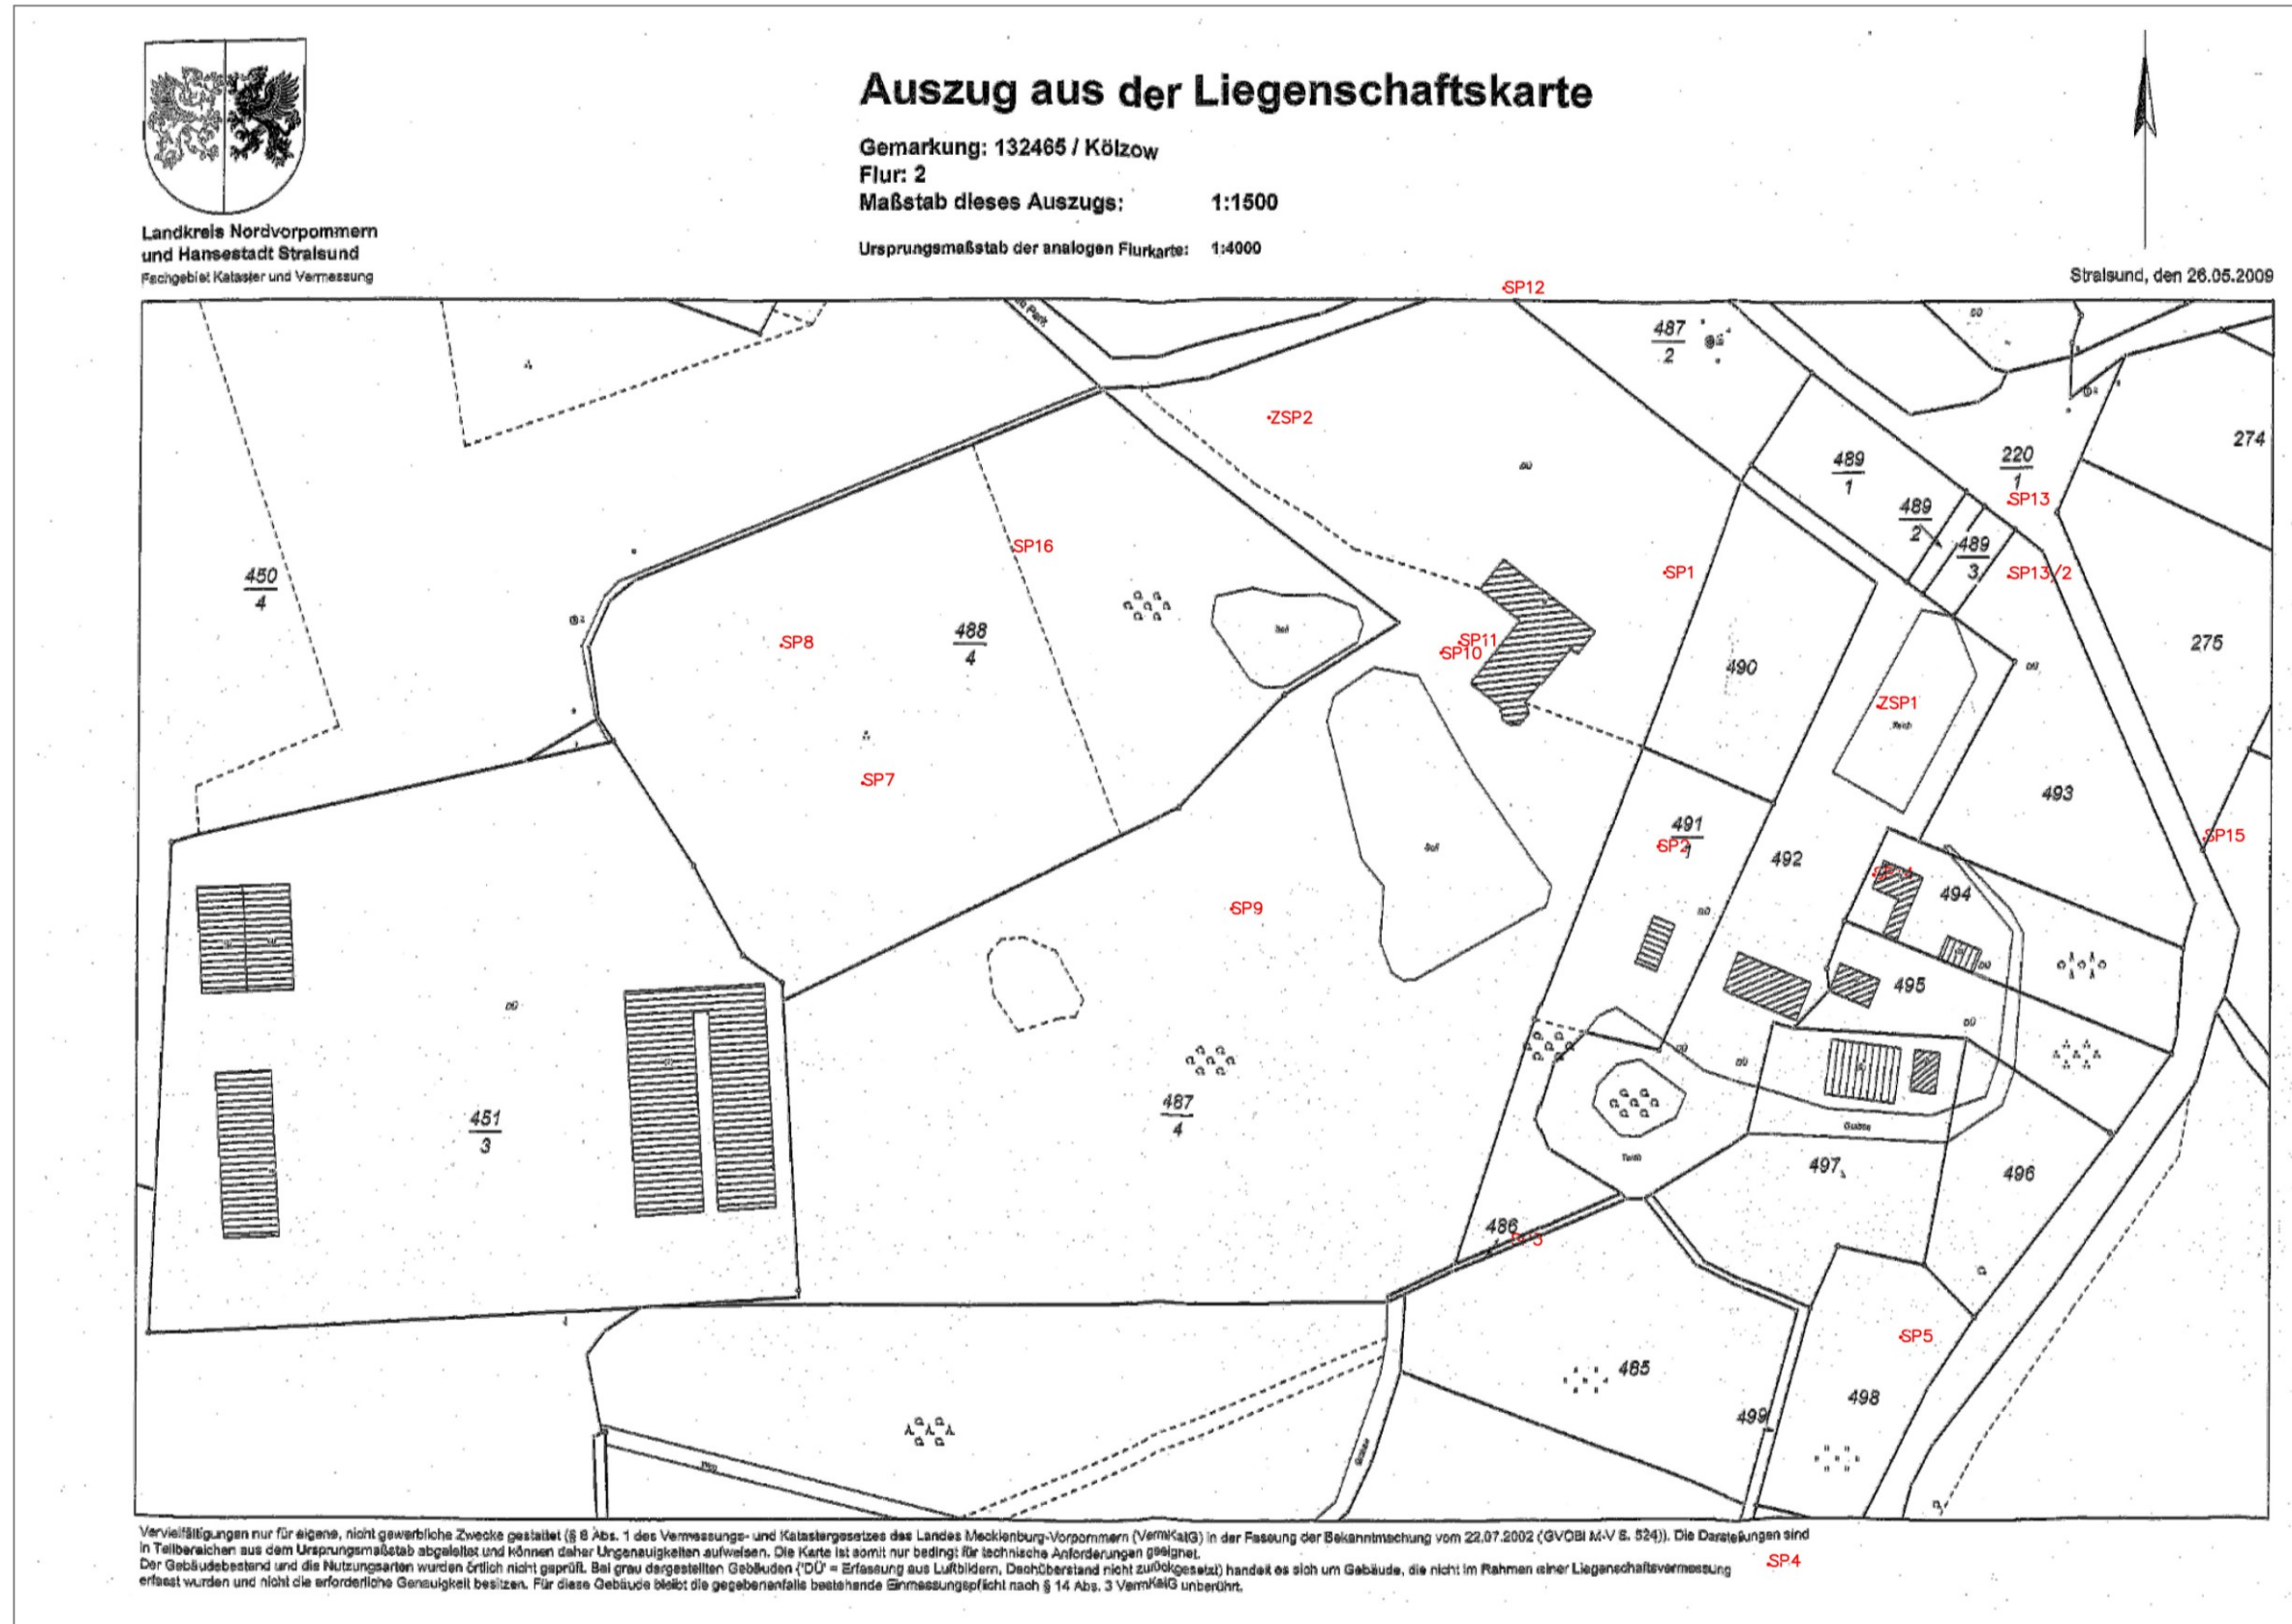 Auszug aus der Liegenschaftskarte
Gemarkung: 132465 / Kölzow
Flur: 2
Maßstab dieses Auszugs: 1:1500
Ursprungsmaßstab der analogen Flurkarte: 1:4000
Landkreis Nordvorpommern
und Hansestadt Stralsund
Fachgebiet Kataster und Vermessung
Stralsund, den 26.05.2009
SP12
Park
487
2
ZSP2
274
489
1
220
1
SP13
489
2
489
3
SP16
SP1
SP13/2
450
4
SP8
488
4
SP11
SP10
Soll
490
275
ZSP1
SP7
493
491
1
SP2
SP15
Soll
492
494
SP9
495
451
3
487
4
Teich
Graben
497
496
486
SP3
SP5
485
498
499
Graben
Vervielfältigungen nur für eigene, nicht gewerbliche Zwecke gestattet (§ 8 Abs. 1 des Vermessungs- und Katastergesetzes des Landes Mecklenburg-Vorpommern (VermKatG) in der Fassung der Bekanntmachung vom 22.07.2002 (GVOBl M-V S. 524)). Die Darstellungen sind
in Teilbereichen aus dem Ursprungsmaßstab abgeleitet und können daher Ungenauigkeiten aufweisen. Die Karte ist somit nur bedingt für technische Anforderungen geeignet.
Der Gebäudebestand und die Nutzungsarten wurden örtlich nicht geprüft. Bei grau dargestellten Gebäuden ('DÜ' = Erfassung aus Luftbildern, Dachüberstand nicht zurückgesetzt) handelt es sich um Gebäude, die nicht im Rahmen einer Liegenschaftsvermessung
erfasst wurden und nicht die erforderliche Genauigkeit besitzen. Für diese Gebäude bleibt die gegebenenfalls bestehende Einmessungspflicht nach § 14 Abs. 3 VermKatG unberührt.
SP4